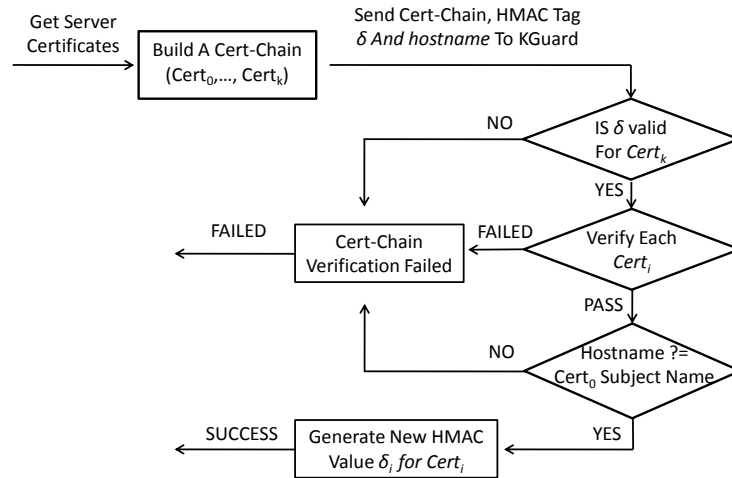 Get Server
Certificates
Build A Cert-Chain
(Cert₀,..., Certₖ)
Send Cert-Chain, HMAC Tag
δ And hostname To KGuard
NO
IS δ valid
For Certₖ
YES
FAILED
Cert-Chain
Verification Failed
FAILED
Verify Each
Certᵢ
PASS
NO
Hostname ?=
Cert₀ Subject Name
SUCCESS
Generate New HMAC
Value δᵢ for Certᵢ
YES